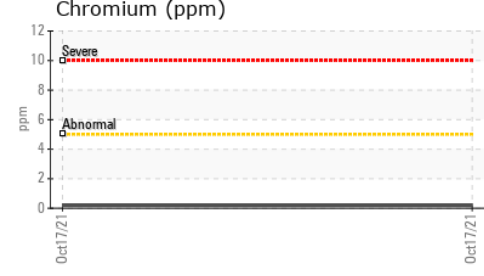 Chromium (ppm)
12
Severe
10
8
ppm
6
Abnormal
4
2
0
Oct17/21
Oct17/21